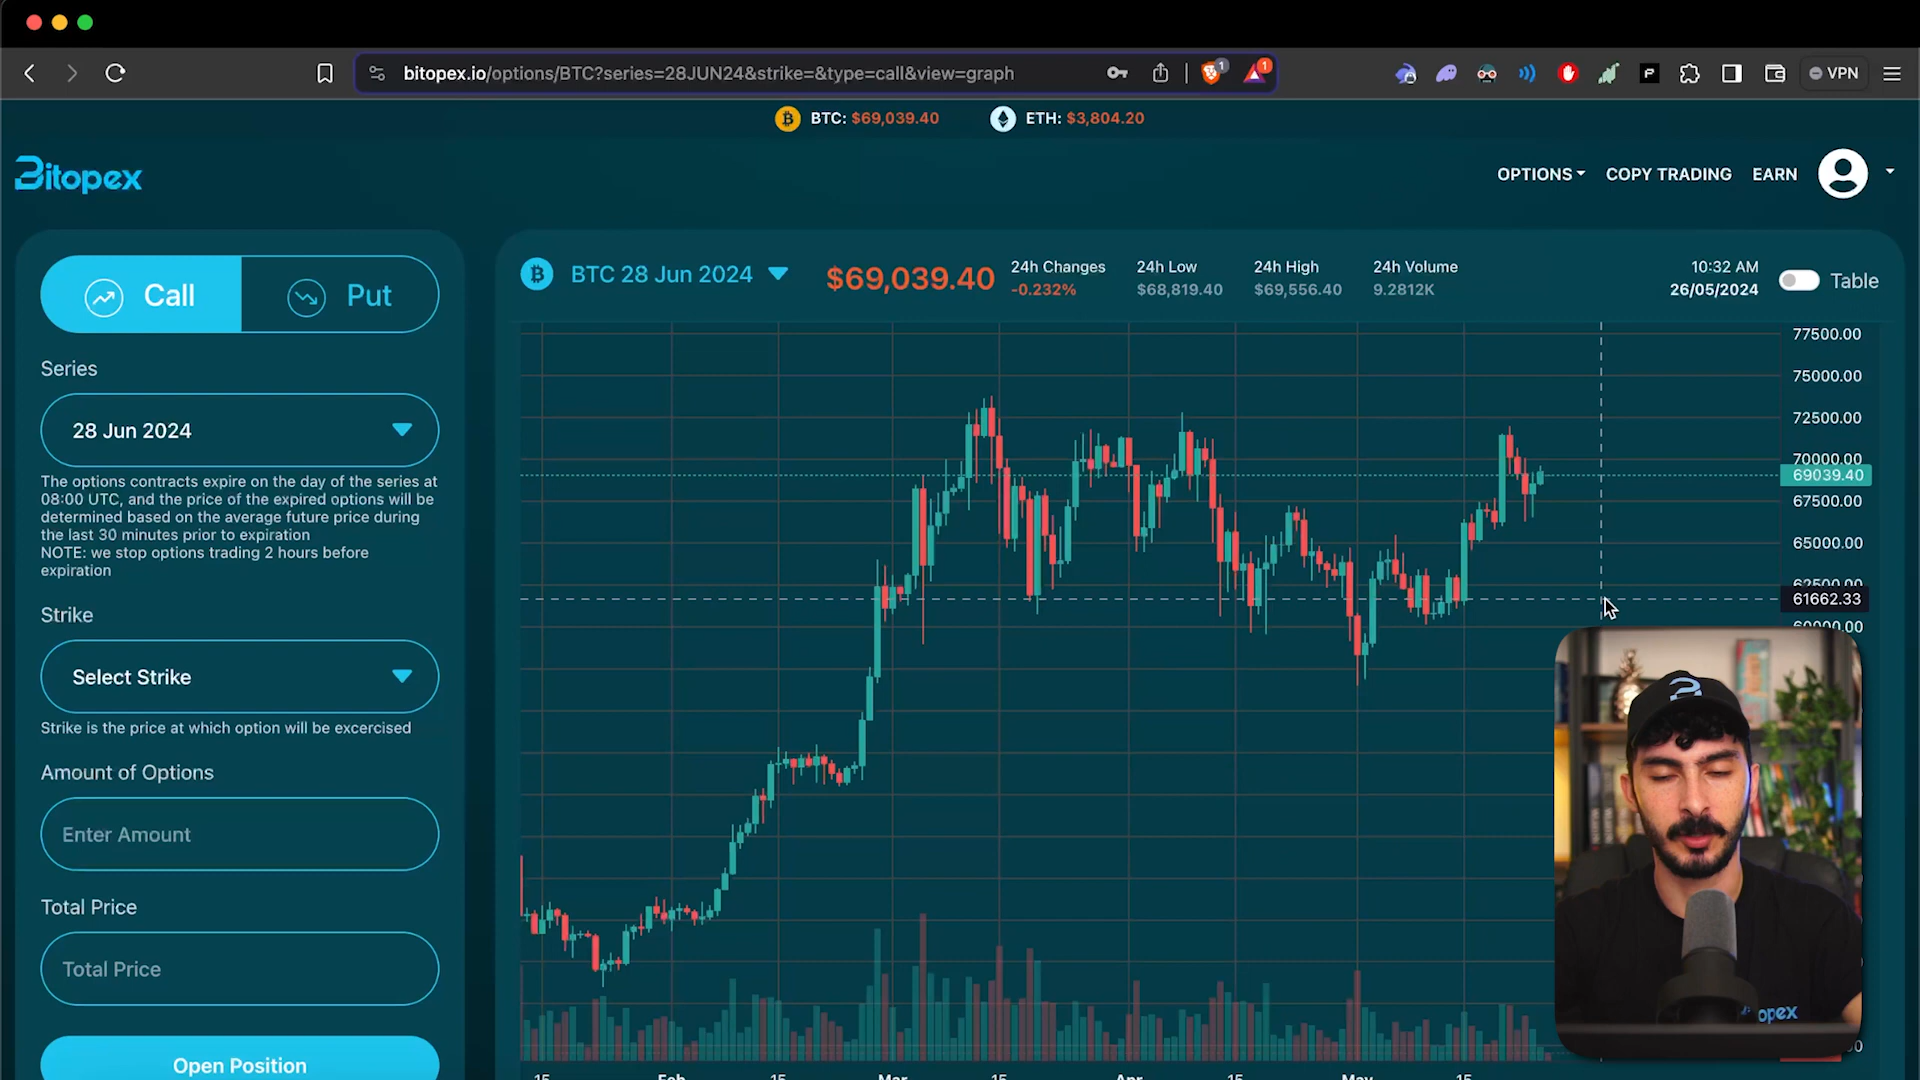 bitopex.io/options/BTC?series=28JUN24&strike=&type=call&view=graph
1
1
VPN
BTC: $69,039.40
ETH: $3,804.20
Bitopex
OPTIONS
COPY TRADING
EARN
Call
Put
Series
28 Jun 2024
The options contracts expire on the day of the series at
08:00 UTC, and the price of the expired options will be
determined based on the average future price during
the last 30 minutes prior to expiration
NOTE: we stop options trading 2 hours before
expiration
Strike
Select Strike
Strike is the price at which option will be excercised
Amount of Options
Enter Amount
Total Price
Total Price
Open Position
BTC 28 Jun 2024
$69,039.40
24h Changes
-0.232%
24h Low
$68,819.40
24h High
$69,556.40
24h Volume
9.2812K
10:32 AM
26/05/2024
Table
77500.00
75000.00
72500.00
70000.00
69039.40
67500.00
65000.00
62500.00
61662.33
60000.00
15
Feb
15
Mar
15
Apr
15
May
15